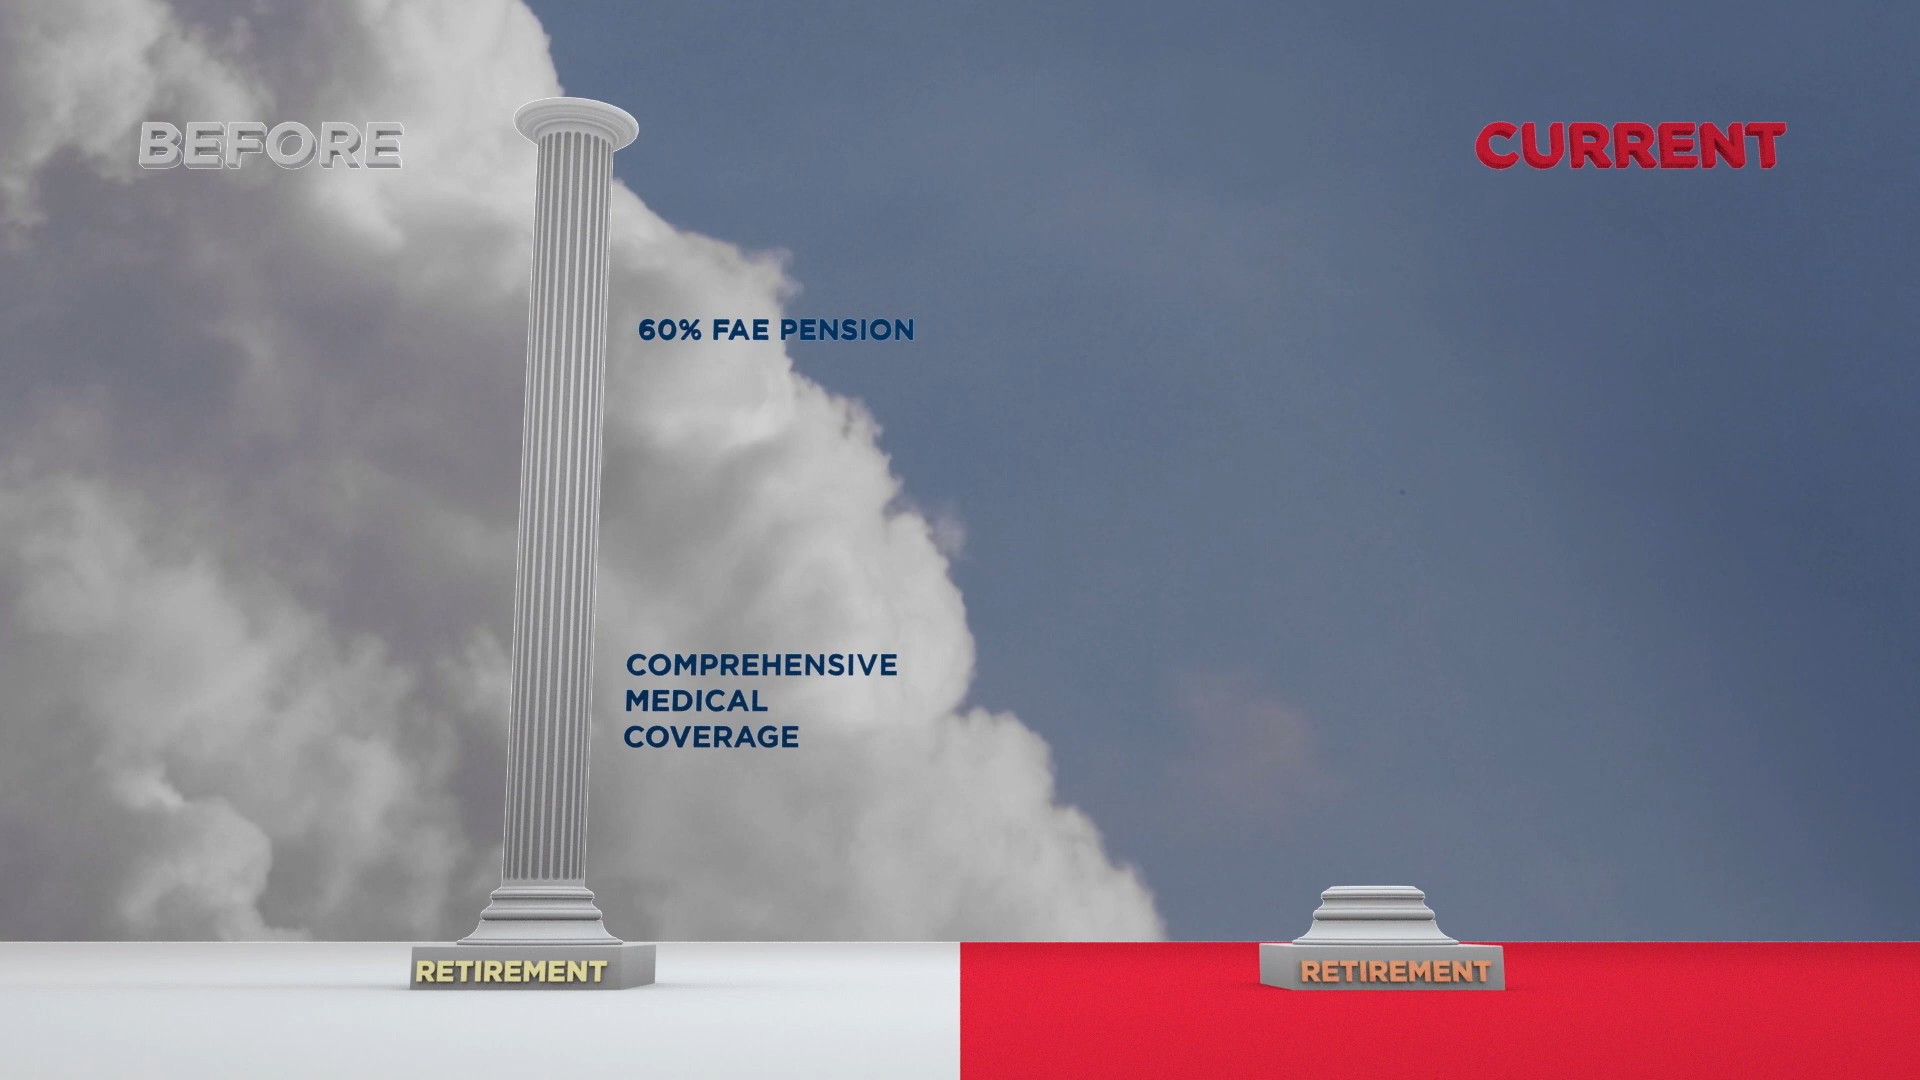 BEFORE
CURRENT
60% FAE PENSION
COMPREHENSIVE
MEDICAL
COVERAGE
RETIREMENT
RETIREMENT